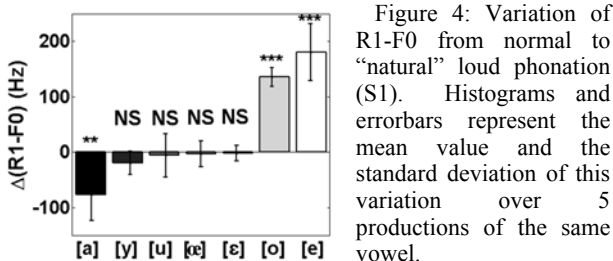 200
100
0
-100
Δ(R1-F0) (Hz)
**
NS NS NS NS
***
***
[a] [y] [u] [œ] [ε] [o] [e]
Figure 4: Variation of
R1-F0 from normal to
“natural” loud phonation
(S1). Histograms and
errorbars represent the
mean value and the
standard deviation of this
variation over 5
productions of the same
vowel.